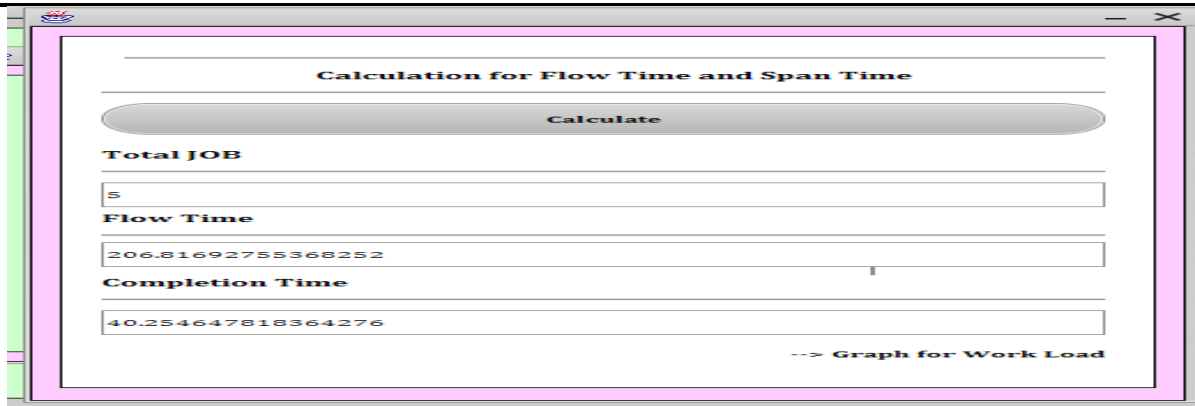 Calculation for Flow Time and Span Time
Calculate
Total JOB
5
Flow Time
206.81692755368252
Completion Time
40.254647818364276
--> Graph for Work Load